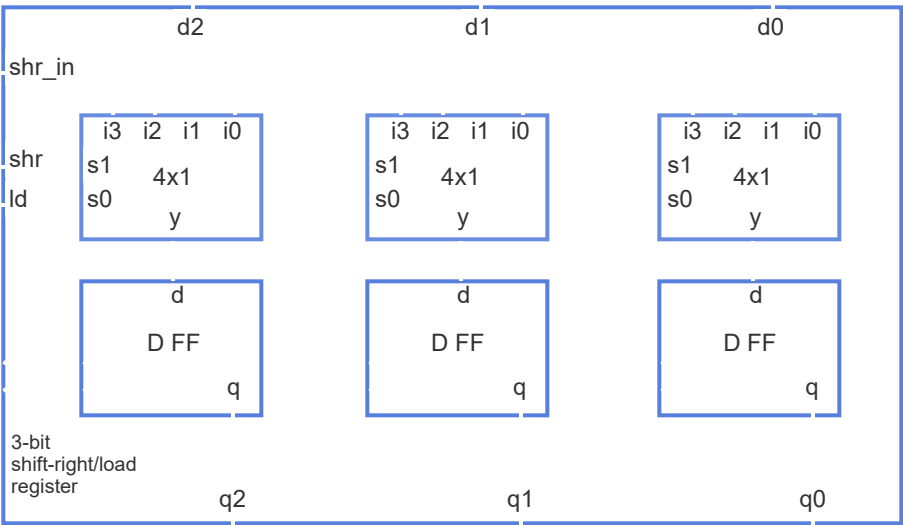 d2 d1 d0
shr_in
i3 i2 i1 i0 i3 i2 i1 i0 i3 i2 i1 i0
shr s1 4x1 s1 4x1 s1 4x1
ld s0 s0 s0
y y y
d d d
D FF D FF D FF
q q q
3-bit
shift-right/load
register
q2 q1 q0